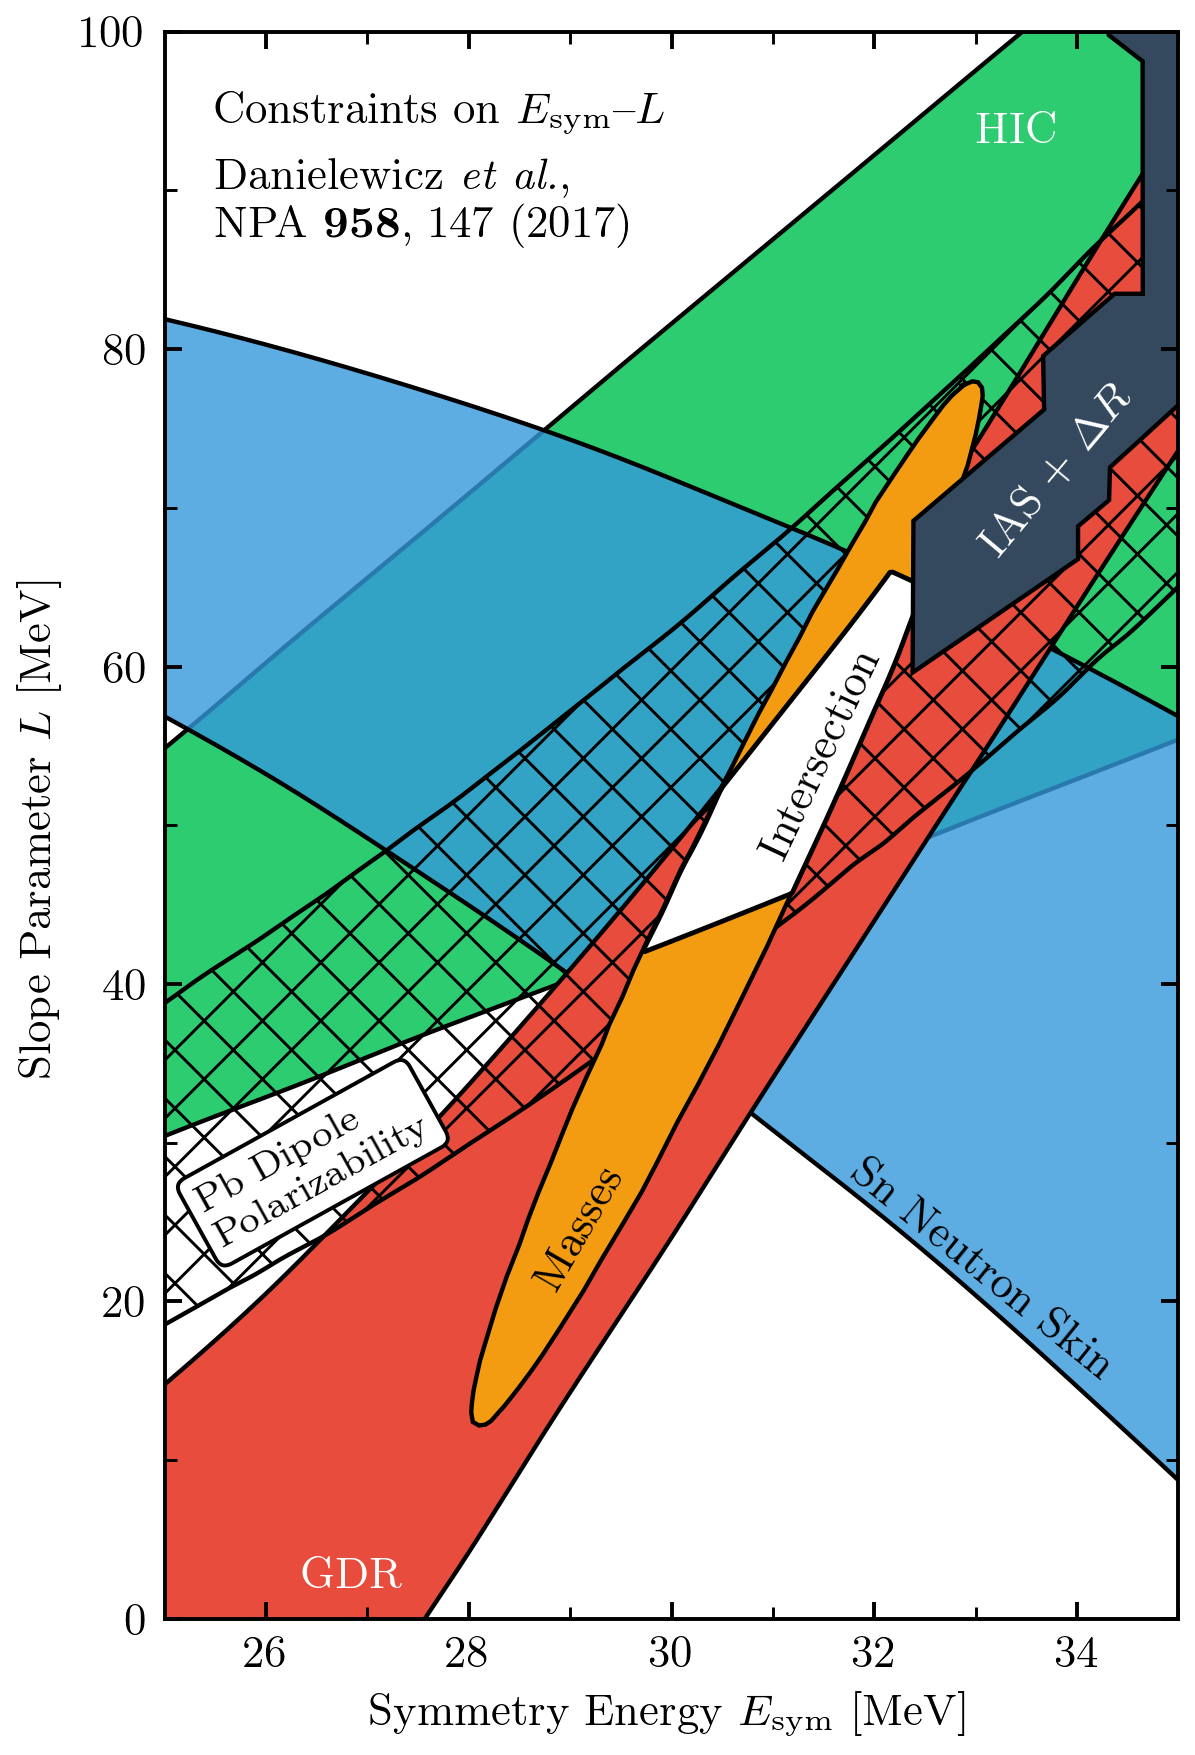 100
Constraints on Esym–L
HIC
Danielewicz et al.,
NPA 958, 147 (2017)
80
IAS + ΔR
60
Slope Parameter L [MeV]
Intersection
40
Pb Dipole
Polarizability
Masses
Sn Neutron Skin
20
GDR
0
26 28 30 32 34
Symmetry Energy Esym [MeV]